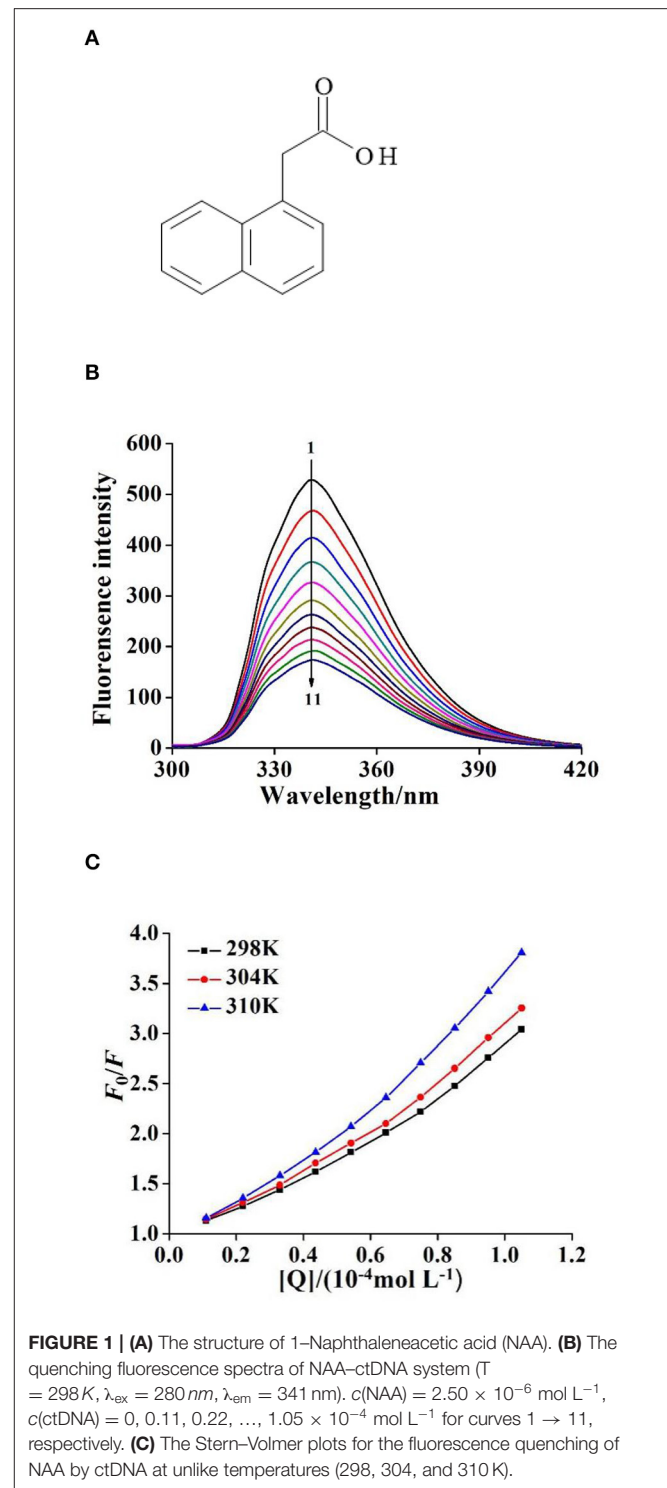 A
O
OH
B
600
500
400
300
200
100
0
Fluorensence intensity
1
11
300 330 360 390 420
Wavelength/nm
C
4.0
3.5
3.0
2.5
2.0
1.5
1.0
F₀/F
298K
304K
310K
0.0 0.2 0.4 0.6 0.8 1.0 1.2
[Q]/(10⁻⁴mol L⁻¹)
FIGURE 1 | (A) The structure of 1–Naphthaleneacetic acid (NAA). (B) The
quenching fluorescence spectra of NAA–ctDNA system (T
= 298 K, λex = 280 nm, λem = 341 nm). c(NAA) = 2.50 × 10⁻⁶ mol L⁻¹,
c(ctDNA) = 0, 0.11, 0.22, ..., 1.05 × 10⁻⁴ mol L⁻¹ for curves 1 → 11,
respectively. (C) The Stern–Volmer plots for the fluorescence quenching of
NAA by ctDNA at unlike temperatures (298, 304, and 310 K).